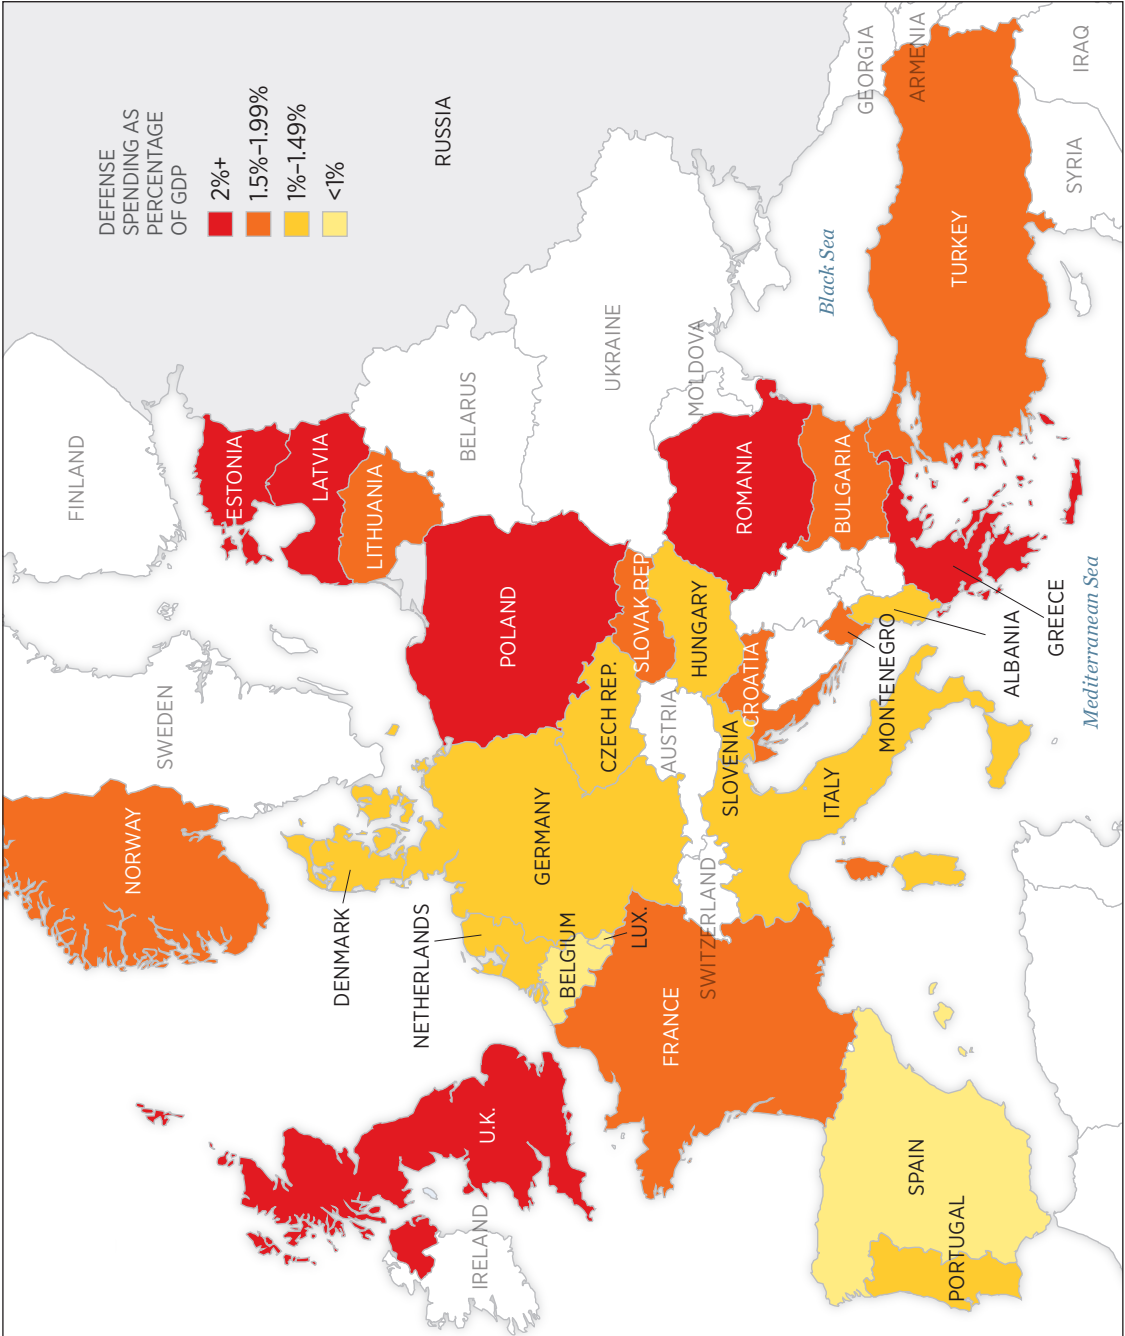 DEFENSE
SPENDING AS
PERCENTAGE
OF GDP
2%+
1.5%–1.99%
1%–1.49%
<1%
RUSSIA
FINLAND
SWEDEN
NORWAY
ESTONIA
LATVIA
LITHUANIA
BELARUS
DENMARK
NETHERLANDS
U.K.
IRELAND
POLAND
GERMANY
BELGIUM
LUX.
CZECH REP.
SLOVAK REP.
UKRAINE
MOLDOVA
FRANCE
SWITZERLAND
AUSTRIA
HUNGARY
SLOVENIA
CROATIA
ROMANIA
BULGARIA
Black Sea
GEORGIA
ARMENIA
TURKEY
SYRIA
IRAQ
ITALY
MONTENEGRO
ALBANIA
GREECE
Mediterranean Sea
SPAIN
PORTUGAL